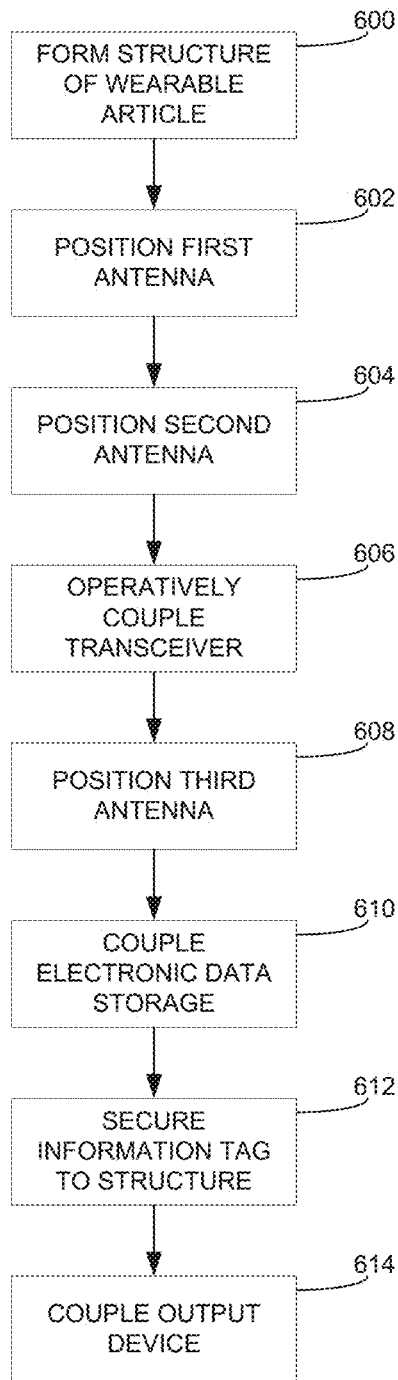 600
FORM STRUCTURE
OF WEARABLE
ARTICLE
602
POSITION FIRST
ANTENNA
604
POSITION SECOND
ANTENNA
606
OPERATIVELY
COUPLE
TRANSCEIVER
608
POSITION THIRD
ANTENNA
610
COUPLE
ELECTRONIC DATA
STORAGE
612
SECURE
INFORMATION TAG
TO STRUCTURE
614
COUPLE OUTPUT
DEVICE